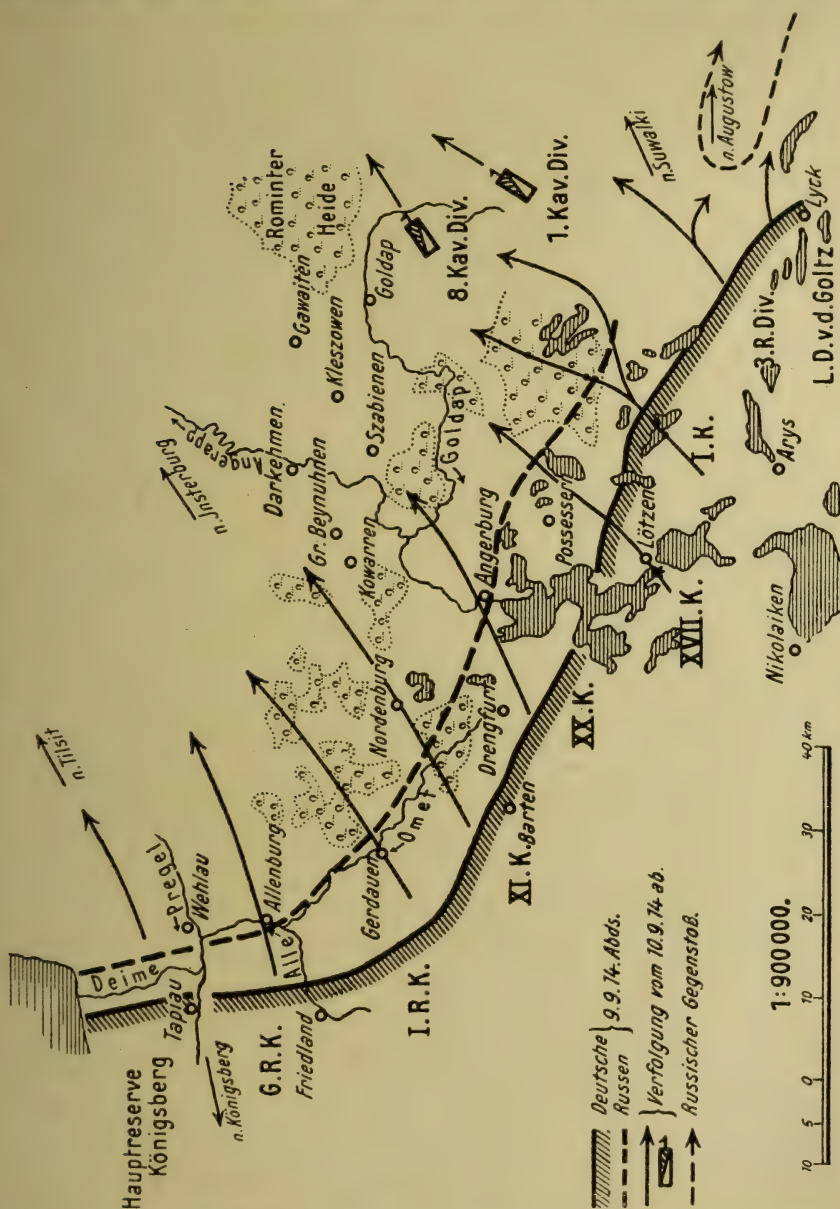 Hauptreserve
Königsberg
n. Königsberg
Tapiau
Deime
←Pregel
Wehlau
n. Tilsit
G.R.K.
Friedland
Alle
Allenburg
I.R.K.
Gerdauen
←Omet
Nordenburg
Drengfurt
XI.K.
Barten
n. Insterburg
Angerapp
Darkehmen.
Gr. Beynuhnen
Kowarren
Gawaiten
Kleszowen
Szabienen
Rominter
Heide
Goldap
Goldap
Angerburg
XX.K.
Possessern
Lötzen
XVII.K.
I.K.
8.Kav.Div.
1.Kav.Div.
n. Suwalki
n. Augustow
Lyck
3.R.Div.
L.D.v.d.Goltz
Arys
Nikolaiken
Deutsche } 9.9.14. Abds.
Russen
} Verfolgung vom 10.9.14 ab.
Russischer Gegenstoß.
1:900000.
10 5 0 10 20 30 40 km